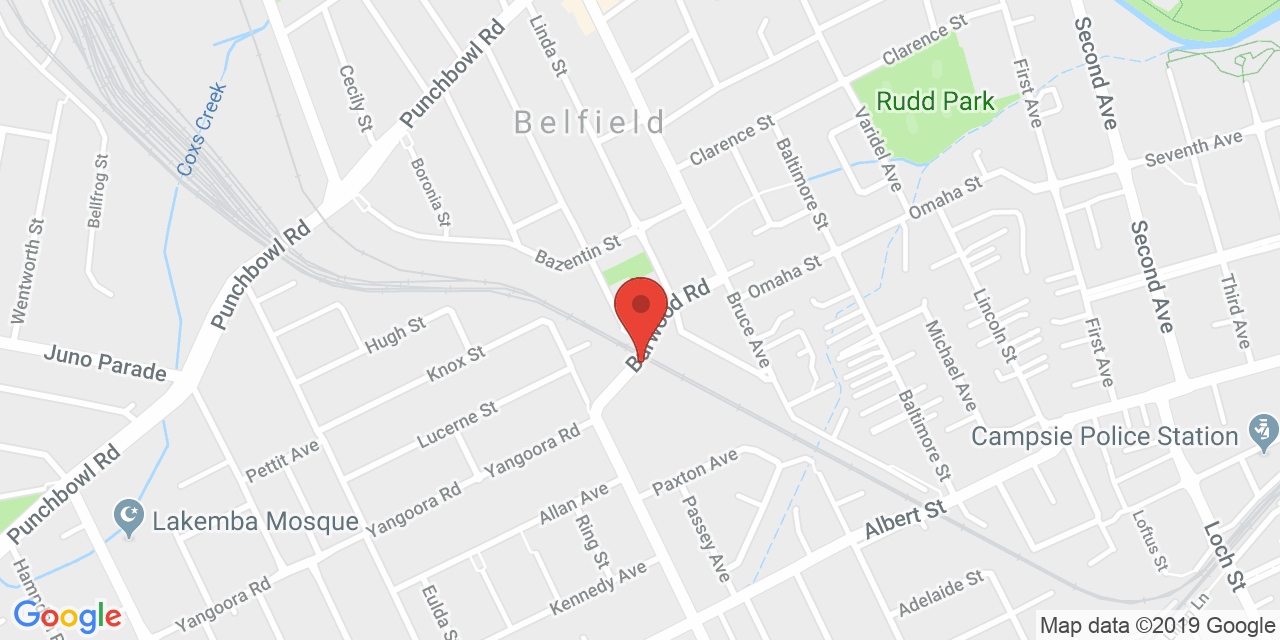 Clarence St
Linda St
Second Ave
Punchbowl Rd
First Ave
Cecily St
Rudd Park
Coxs Creek
Belfield
Varidel Ave
Clarence St
Baltimore St
Seventh Ave
Bellfrog St
Boronia St
Omaha St
Wentworth St
Punchbowl Rd
Bazentin St
Second Ave
Omaha St
Third Ave
Lincoln St
Bruce Ave
Hugh St
First Ave
Michael Ave
Juno Parade
Knox St
Baltimore St
Lucerne St
Campsie Police Station
Pettit Ave
Yangoora Rd
Punchbowl Rd
Paxton Ave
Allan Ave
Yangoora Rd
Lakemba Mosque
Albert St
Passey Ave
Ring St
Loftus St
Loch St
Kennedy Ave
Adelaide St
Yangoora Rd
Eulda St
Ln
Google
Map data ©2019 Google